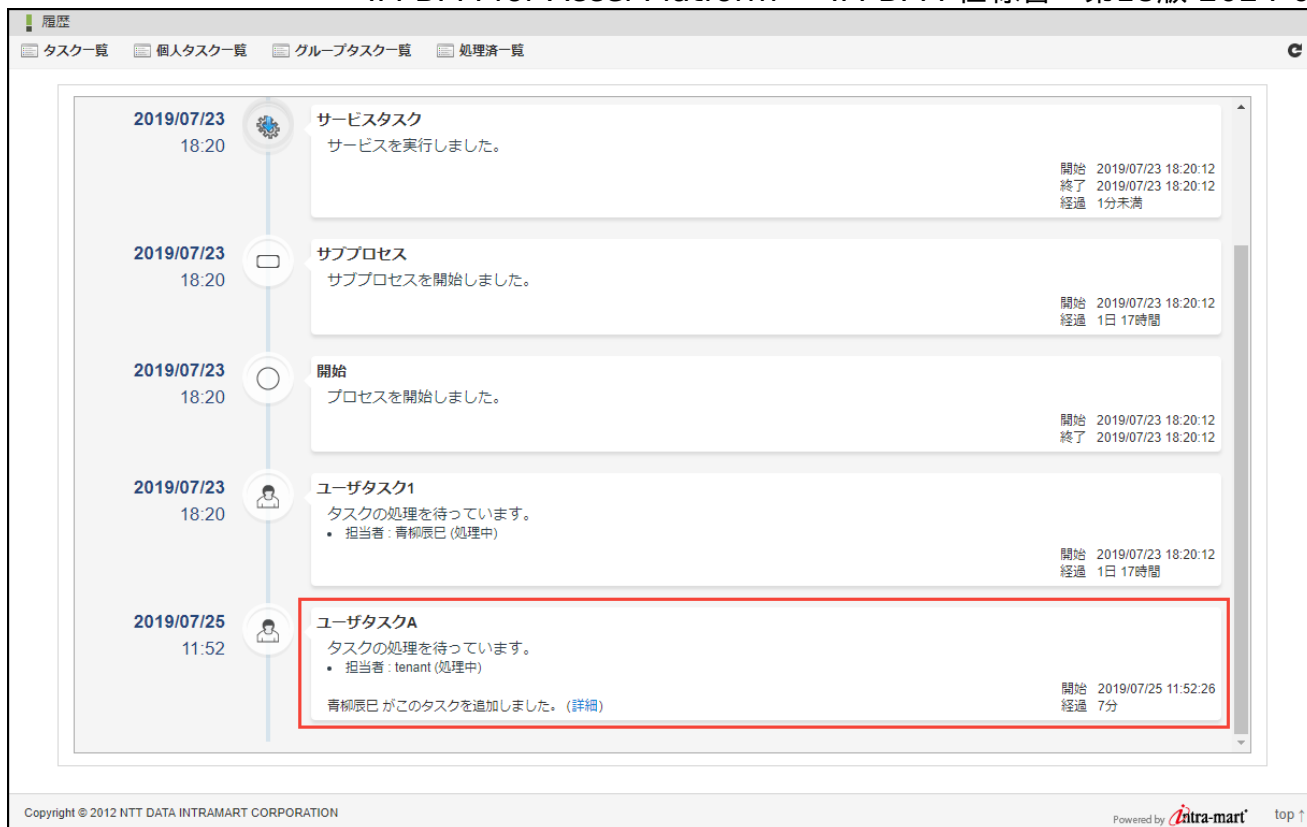 履歴
タスク一覧 個人タスク一覧 グループタスク一覧 処理済一覧
2019/07/23
18:20
サービスタスク
サービスを実行しました。
開始 2019/07/23 18:20:12
終了 2019/07/23 18:20:12
経過 1分未満
2019/07/23
18:20
サブプロセス
サブプロセスを開始しました。
開始 2019/07/23 18:20:12
経過 1日 17時間
2019/07/23
18:20
開始
プロセスを開始しました。
開始 2019/07/23 18:20:12
終了 2019/07/23 18:20:12
2019/07/23
18:20
ユーザタスク1
タスクの処理を待っています。
• 担当者 : 青柳辰巳 (処理中)
開始 2019/07/23 18:20:12
経過 1日 17時間
2019/07/25
11:52
ユーザタスクA
タスクの処理を待っています。
• 担当者 : tenant (処理中)
青柳辰巳 がこのタスクを追加しました。 (詳細)
開始 2019/07/25 11:52:26
経過 7分
Copyright © 2012 NTT DATA INTRAMART CORPORATION
Powered by intra-mart
top ↑